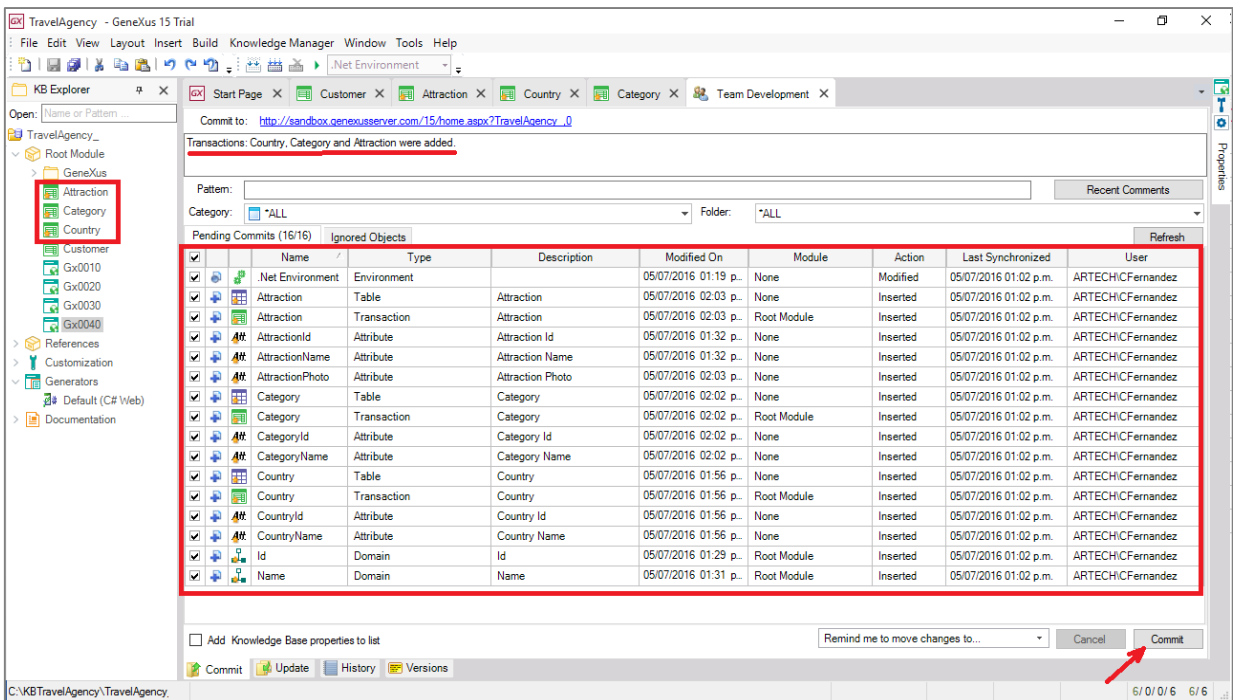 TravelAgency - GeneXus 15 Trial
File Edit View Layout Insert Build Knowledge Manager Window Tools Help
.Net Environment
KB Explorer
Open: Name or Pattern ...
TravelAgency_
Root Module
GeneXus
Attraction
Category
Country
Customer
Gx0010
Gx0020
Gx0030
Gx0040
References
Customization
Generators
Default (C# Web)
Documentation
Start Page Customer Attraction Country Category Team Development
Commit to: http://sandbox.genexusserver.com/15/home.aspx?TravelAgency_,0
Transactions: Country, Category and Attraction were added.
Pattern: Recent Comments
Category: *ALL Folder: *ALL
Pending Commits (16/16) Ignored Objects Refresh
Name Type Description Modified On Module Action Last Synchronized User
.Net Environment Environment 05/07/2016 01:19 p... None Modified 05/07/2016 01:02 p.m. ARTECH\CFernandez
Attraction Table Attraction 05/07/2016 02:03 p... None Inserted 05/07/2016 01:02 p.m. ARTECH\CFernandez
Attraction Transaction Attraction 05/07/2016 02:03 p... Root Module Inserted 05/07/2016 01:02 p.m. ARTECH\CFernandez
Att. AttractionId Attribute Attraction Id 05/07/2016 01:32 p... None Inserted 05/07/2016 01:02 p.m. ARTECH\CFernandez
Att. AttractionName Attribute Attraction Name 05/07/2016 01:32 p... None Inserted 05/07/2016 01:02 p.m. ARTECH\CFernandez
Att. AttractionPhoto Attribute Attraction Photo 05/07/2016 02:03 p... None Inserted 05/07/2016 01:02 p.m. ARTECH\CFernandez
Category Table Category 05/07/2016 02:02 p... None Inserted 05/07/2016 01:02 p.m. ARTECH\CFernandez
Category Transaction Category 05/07/2016 02:02 p... Root Module Inserted 05/07/2016 01:02 p.m. ARTECH\CFernandez
Att. CategoryId Attribute Category Id 05/07/2016 02:02 p... None Inserted 05/07/2016 01:02 p.m. ARTECH\CFernandez
Att. CategoryName Attribute Category Name 05/07/2016 02:02 p... None Inserted 05/07/2016 01:02 p.m. ARTECH\CFernandez
Country Table Country 05/07/2016 01:56 p... None Inserted 05/07/2016 01:02 p.m. ARTECH\CFernandez
Country Transaction Country 05/07/2016 01:56 p... Root Module Inserted 05/07/2016 01:02 p.m. ARTECH\CFernandez
Att. CountryId Attribute Country Id 05/07/2016 01:56 p... None Inserted 05/07/2016 01:02 p.m. ARTECH\CFernandez
Att. CountryName Attribute Country Name 05/07/2016 01:56 p... None Inserted 05/07/2016 01:02 p.m. ARTECH\CFernandez
Id Domain Id 05/07/2016 01:29 p... Root Module Inserted 05/07/2016 01:02 p.m. ARTECH\CFernandez
Name Domain Name 05/07/2016 01:31 p... Root Module Inserted 05/07/2016 01:02 p.m. ARTECH\CFernandez
Add Knowledge Base properties to list
Remind me to move changes to... Cancel Commit
Commit Update History Versions
Properties
C:\KBTravelAgency\TravelAgency_ 6/0/0/6 6/6